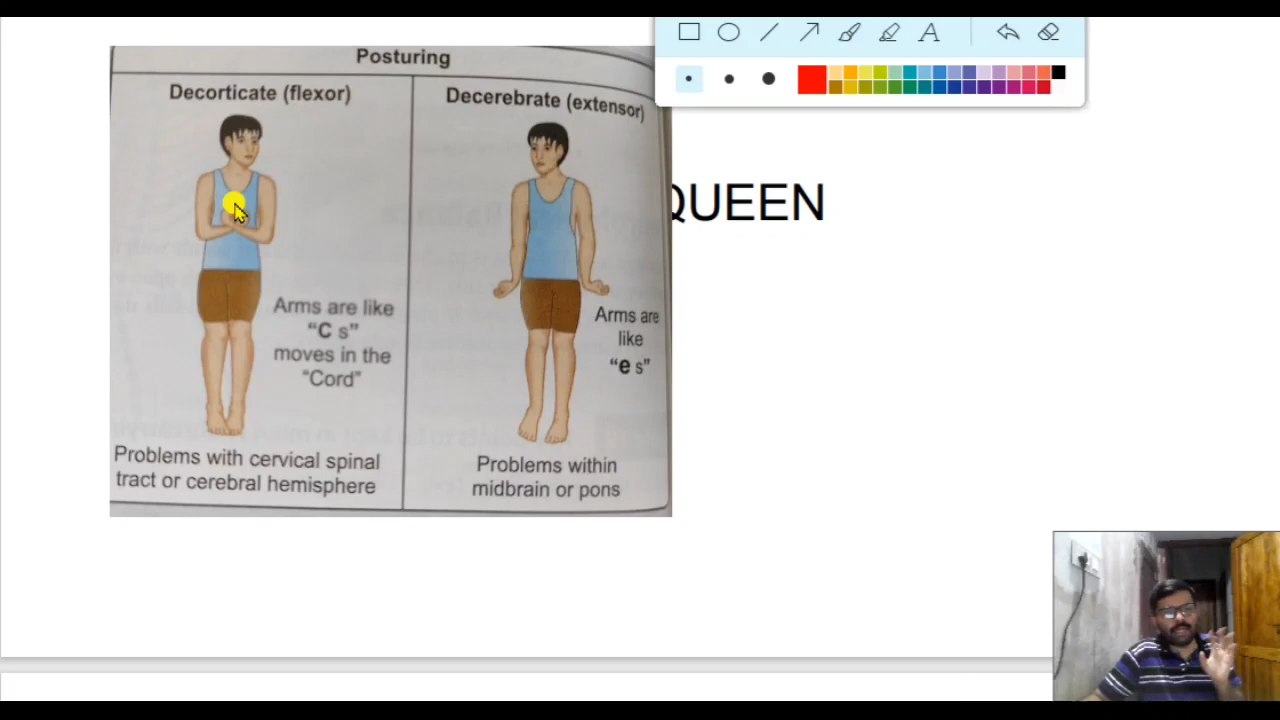 Posturing
Decorticate (flexor)
Arms are like
“C s”
moves in the
“Cord”
Problems with cervical spinal
tract or cerebral hemisphere
Decerebrate (extensor)
Arms are
like
“e s”
Problems within
midbrain or pons
QUEEN
A